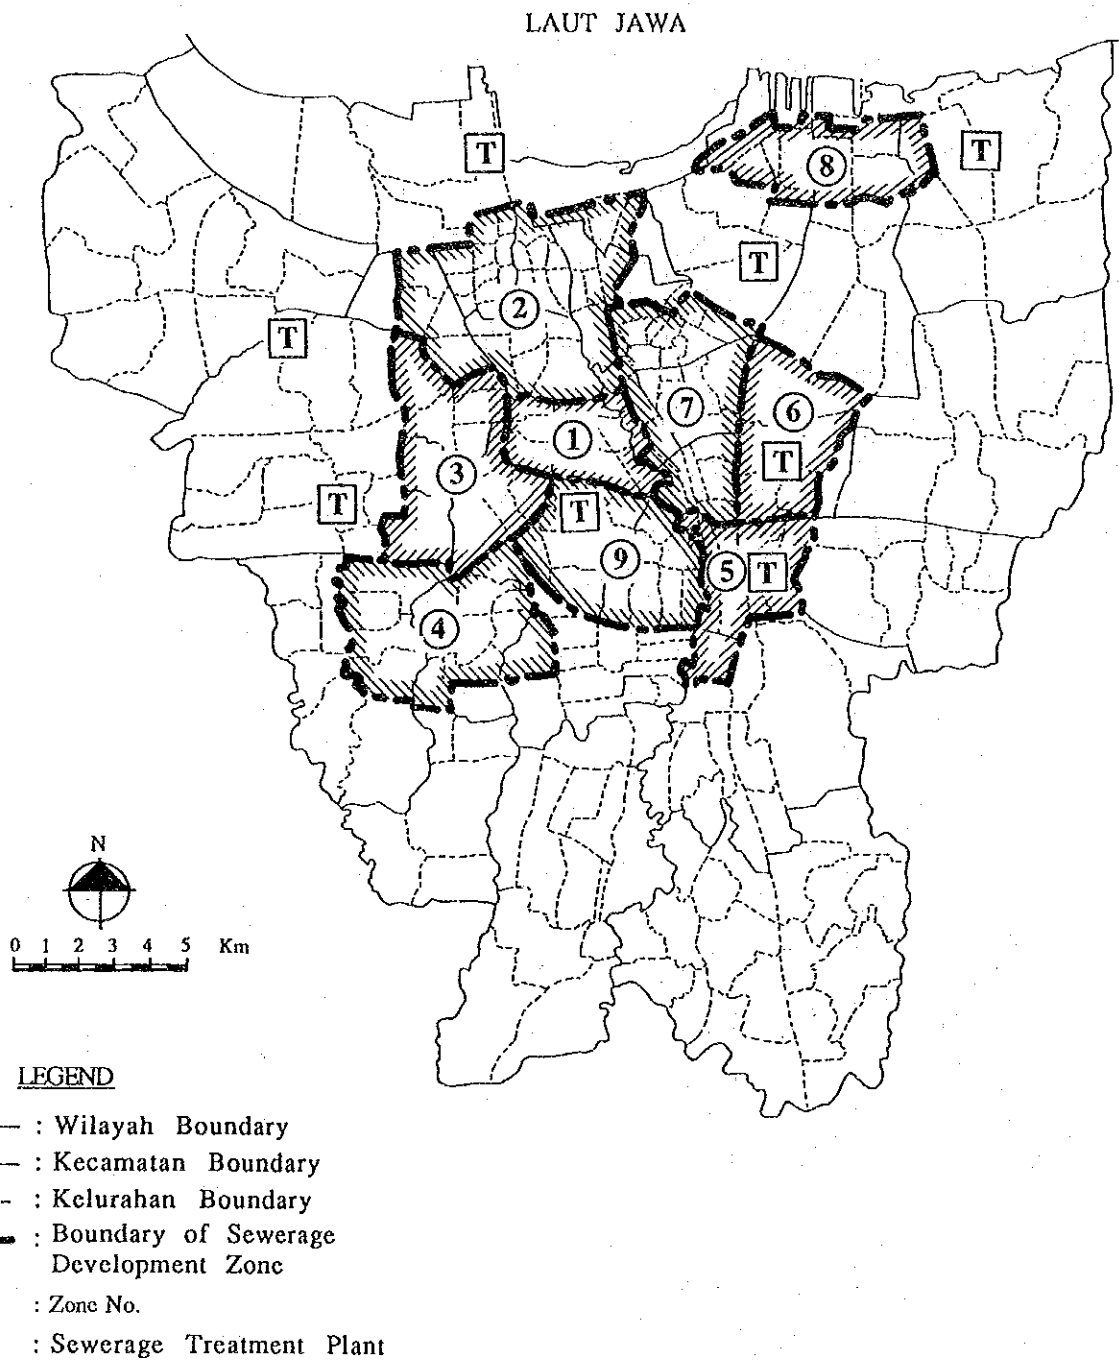 LAUT JAWA
T
8
T
T
2
T
7
6
1
3
T
T
T
9
5
T
4
N
0 1 2 3 4 5 Km
LEGEND
: Wilayah Boundary
: Kecamatan Boundary
: Kelurahan Boundary
: Boundary of Sewerage
Development Zone
: Zone No.
: Sewerage Treatment Plant